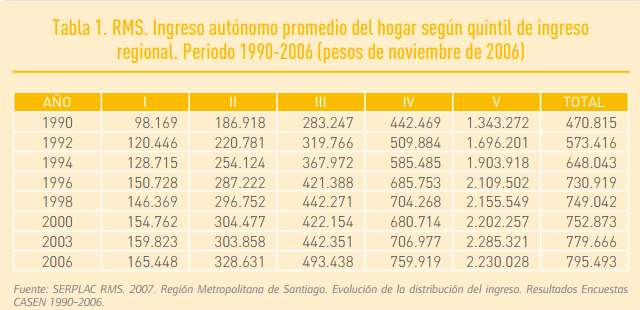 Tabla 1. RMS. Ingreso autónomo promedio del hogar según quintil de ingreso
regional. Periodo 1990-2006 (pesos de noviembre de 2006)
AÑO I II III IV V TOTAL
1990 98.169 186.918 283.247 442.469 1.343.272 470.815
1992 120.446 220.781 319.766 509.884 1.696.201 573.416
1994 128.715 254.124 367.972 585.485 1.903.918 648.043
1996 150.728 287.222 421.388 685.753 2.109.502 730.919
1998 146.369 296.752 442.271 704.268 2.155.549 749.042
2000 154.762 304.477 422.154 680.714 2.202.257 752.873
2003 159.823 303.858 442.351 706.977 2.285.321 779.666
2006 165.448 328.631 493.438 759.919 2.230.028 795.493
Fuente: SERPLAC RMS. 2007. Región Metropolitana de Santiago. Evolución de la distribución del ingreso. Resultados Encuestas
CASEN 1990-2006.